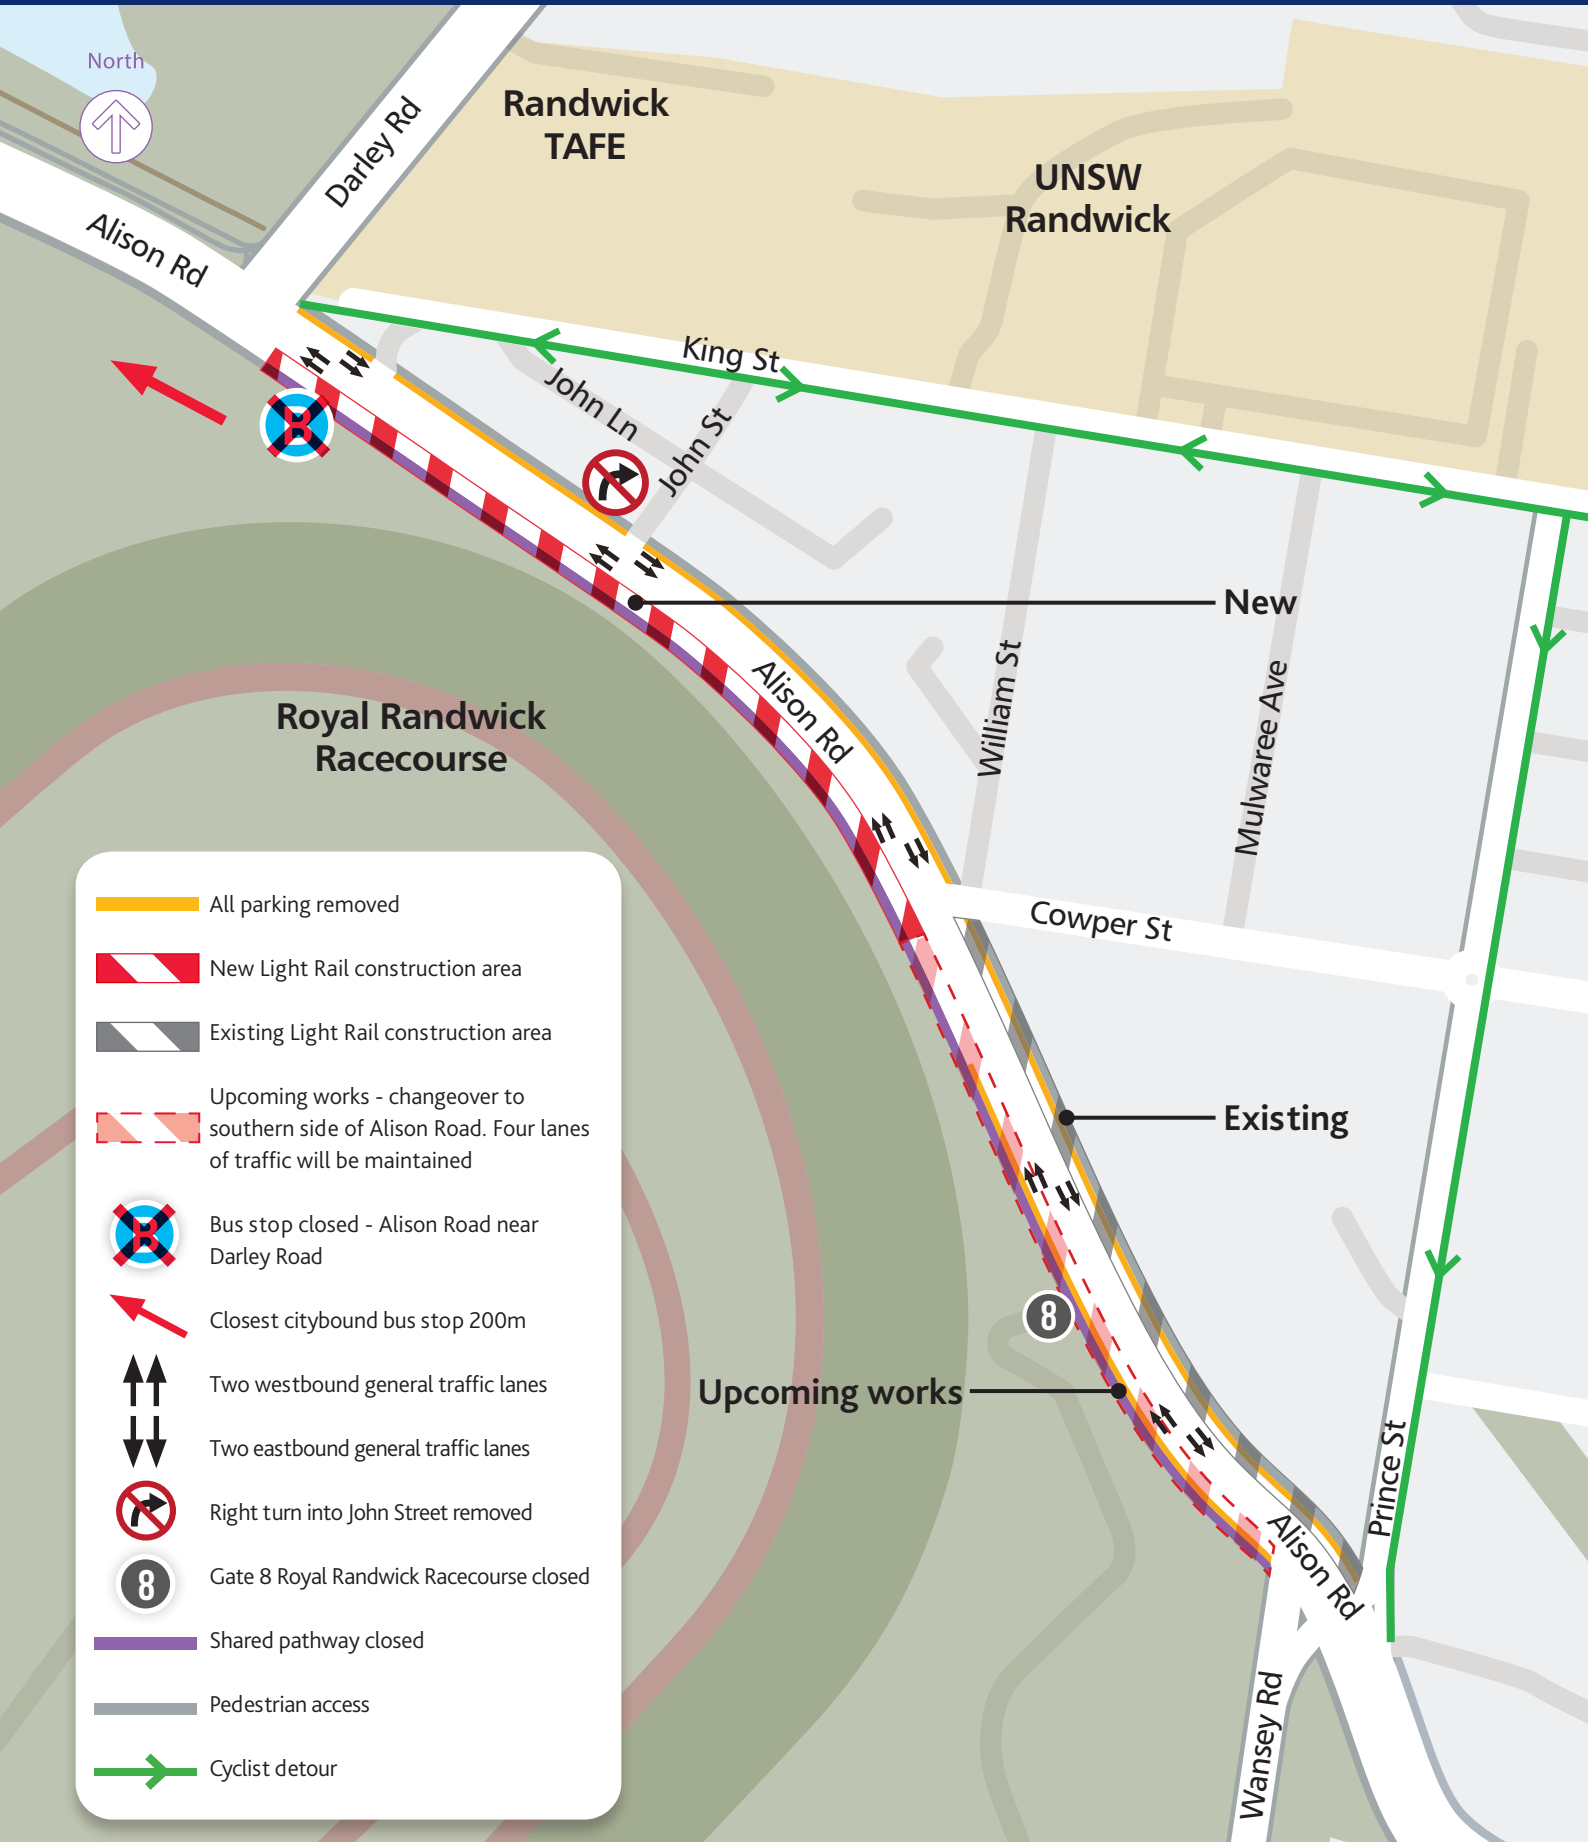 North
Darley Rd
Alison Rd
Randwick
TAFE
UNSW
Randwick
King St
John Ln
John St
B
New
Alison Rd
William St
Mulwaree Ave
Royal Randwick
Racecourse
Cowper St
Existing
8
Upcoming works
Prince St
Alison Rd
Wansey Rd
All parking removed
New Light Rail construction area
Existing Light Rail construction area
Upcoming works - changeover to
southern side of Alison Road. Four lanes
of traffic will be maintained
B
Bus stop closed - Alison Road near
Darley Road
Closest citybound bus stop 200m
Two westbound general traffic lanes
Two eastbound general traffic lanes
Right turn into John Street removed
8
Gate 8 Royal Randwick Racecourse closed
Shared pathway closed
Pedestrian access
Cyclist detour